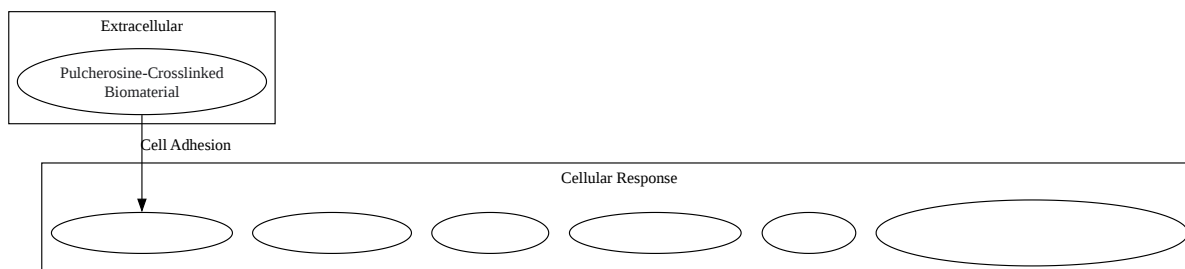 Extracellular
Pulcherosine-Crosslinked
Biomaterial
Cell Adhesion
Cellular Response